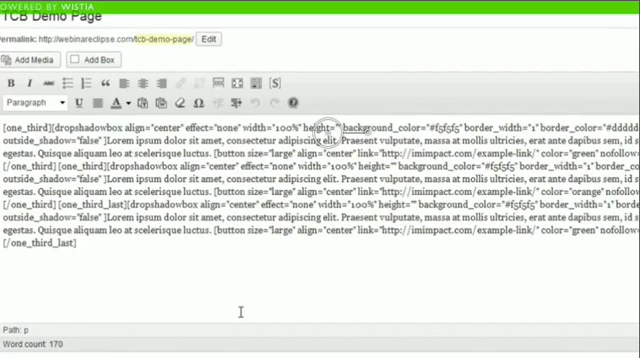 POWERED BY WISTIA
TCB Demo Page
Permalink: http://webinareclipse.com/tcb-demo-page/ Edit
Add Media Add Box
B I ABC [S]
Paragraph U A Ω
[one_third][dropshadowbox align="center" effect="none" width="100%" height="" background_color="#f5f5f5" border_width="1" border_color="#ddddd
outside_shadow="false" ]Lorem ipsum dolor sit amet, consectetur adipiscing elit. Praesent vulputate, massa at mollis ultricies, erat ante dapibus sem, id s
egestas. Quisque aliquam leo at scelerisque luctus. [button size="large" align="center" link="http://imimpact.com/example-link/" color="green" nofollow
[/one_third] [one_third][dropshadowbox align="center" effect="none" width="100%" height="" background_color="#f5f5f5" border_width="1" bord
outside_shadow="false" ]Lorem ipsum dolor sit amet, consectetur adipiscing elit. Praesent vulputate, massa at mollis ultricies, erat ante dapibus sem, id s
egestas. Quisque aliquam leo at scelerisque luctus. [button size="large" align="center" link="http://imimpact.com/example-link/" color="orange" nofollo
[/one_third] [one_third_last][dropshadowbox align="center" effect="none" width="100%" height="" background_color="#f5f5f5" border_width="1"
outside_shadow="false" ]Lorem ipsum dolor sit amet, consectetur adipiscing elit. Praesent vulputate, massa at mollis ultricies, erat ante dapibus sem, id s
egestas. Quisque aliquam leo at scelerisque luctus. [button size="large" align="center" link="http://imimpact.com/example-link/" color="green" nofollow
[/one_third_last]
Path: p
Word count: 170